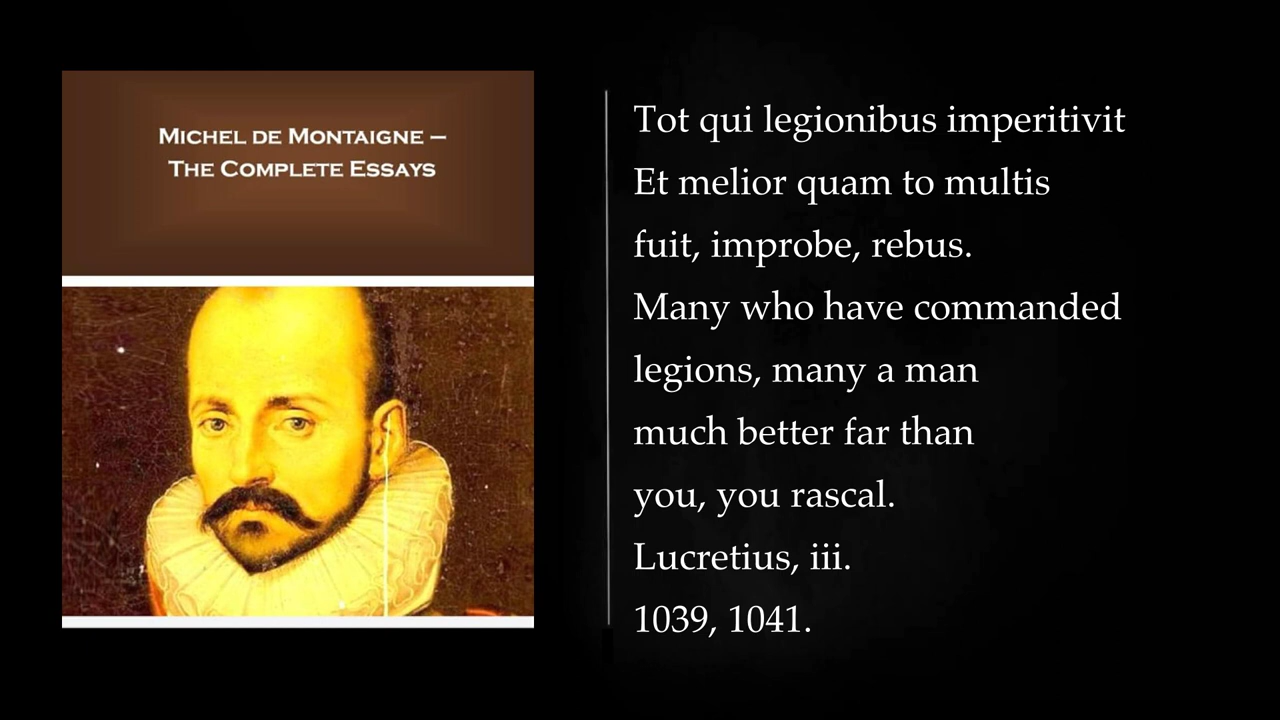 MICHEL DE MONTAIGNE –
THE COMPLETE ESSAYS
Tot qui legionibus imperitivit
Et melior quam to multis
fuit, improbe, rebus.
Many who have commanded
legions, many a man
much better far than
you, you rascal.
Lucretius, iii.
1039, 1041.